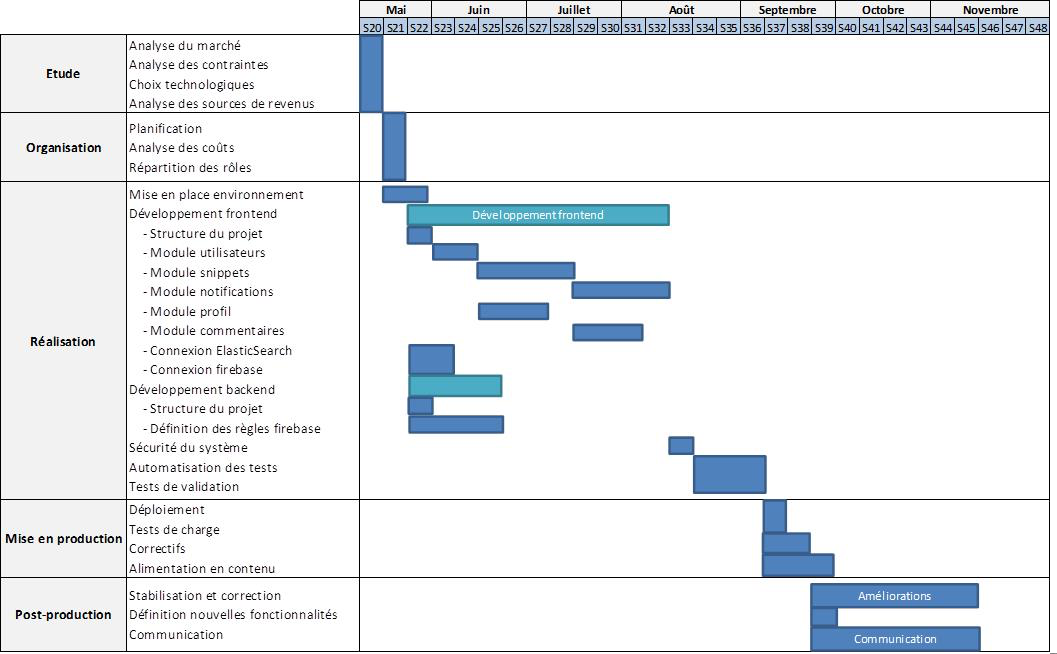 Mai Juin Juillet Août Septembre Octobre Novembre
S20 S21 S22 S23 S24 S25 S26 S27 S28 S29 S30 S31 S32 S33 S34 S35 S36 S37 S38 S39 S40 S41 S42 S43 S44 S45 S46 S47 S48
Etude
Analyse du marché
Analyse des contraintes
Choix technologiques
Analyse des sources de revenus
Organisation
Planification
Analyse des coûts
Répartition des rôles
Réalisation
Mise en place environnement
Développement frontend
Développement frontend
- Structure du projet
- Module utilisateurs
- Module snippets
- Module notifications
- Module profil
- Module commentaires
- Connexion ElasticSearch
- Connexion firebase
Développement backend
- Structure du projet
- Définition des règles firebase
Sécurité du système
Automatisation des tests
Tests de validation
Mise en production
Déploiement
Tests de charge
Correctifs
Alimentation en contenu
Post-production
Stabilisation et correction
Améliorations
Définition nouvelles fonctionnalités
Communication
Communication